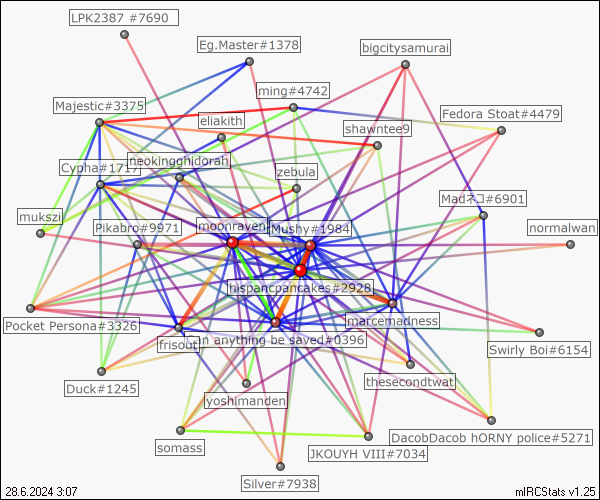 LPK2387 #7690
Eg.Master#1378
bigcitysamurai
ming#4742
Majestic#3375
Fedora Stoat#4479
eliakith
shawntee9
neokingghidorah
Cypha#1717
zebula
Madネコ#6901
mukszi
Pikabro#9971
moonraven
Mushy#1984
normalwan
hispancpancakes#2928
Pocket Persona#3326
marcemadness
frisout
can anything be saved#0396
Swirly Boi#6154
Duck#1245
thesecondtwat
yoshimanden
DacobDacob hORNY police#5271
somass
JKOUYH VIII#7034
Silver#7938
28.6.2024 3:07
mIRCStats v1.25